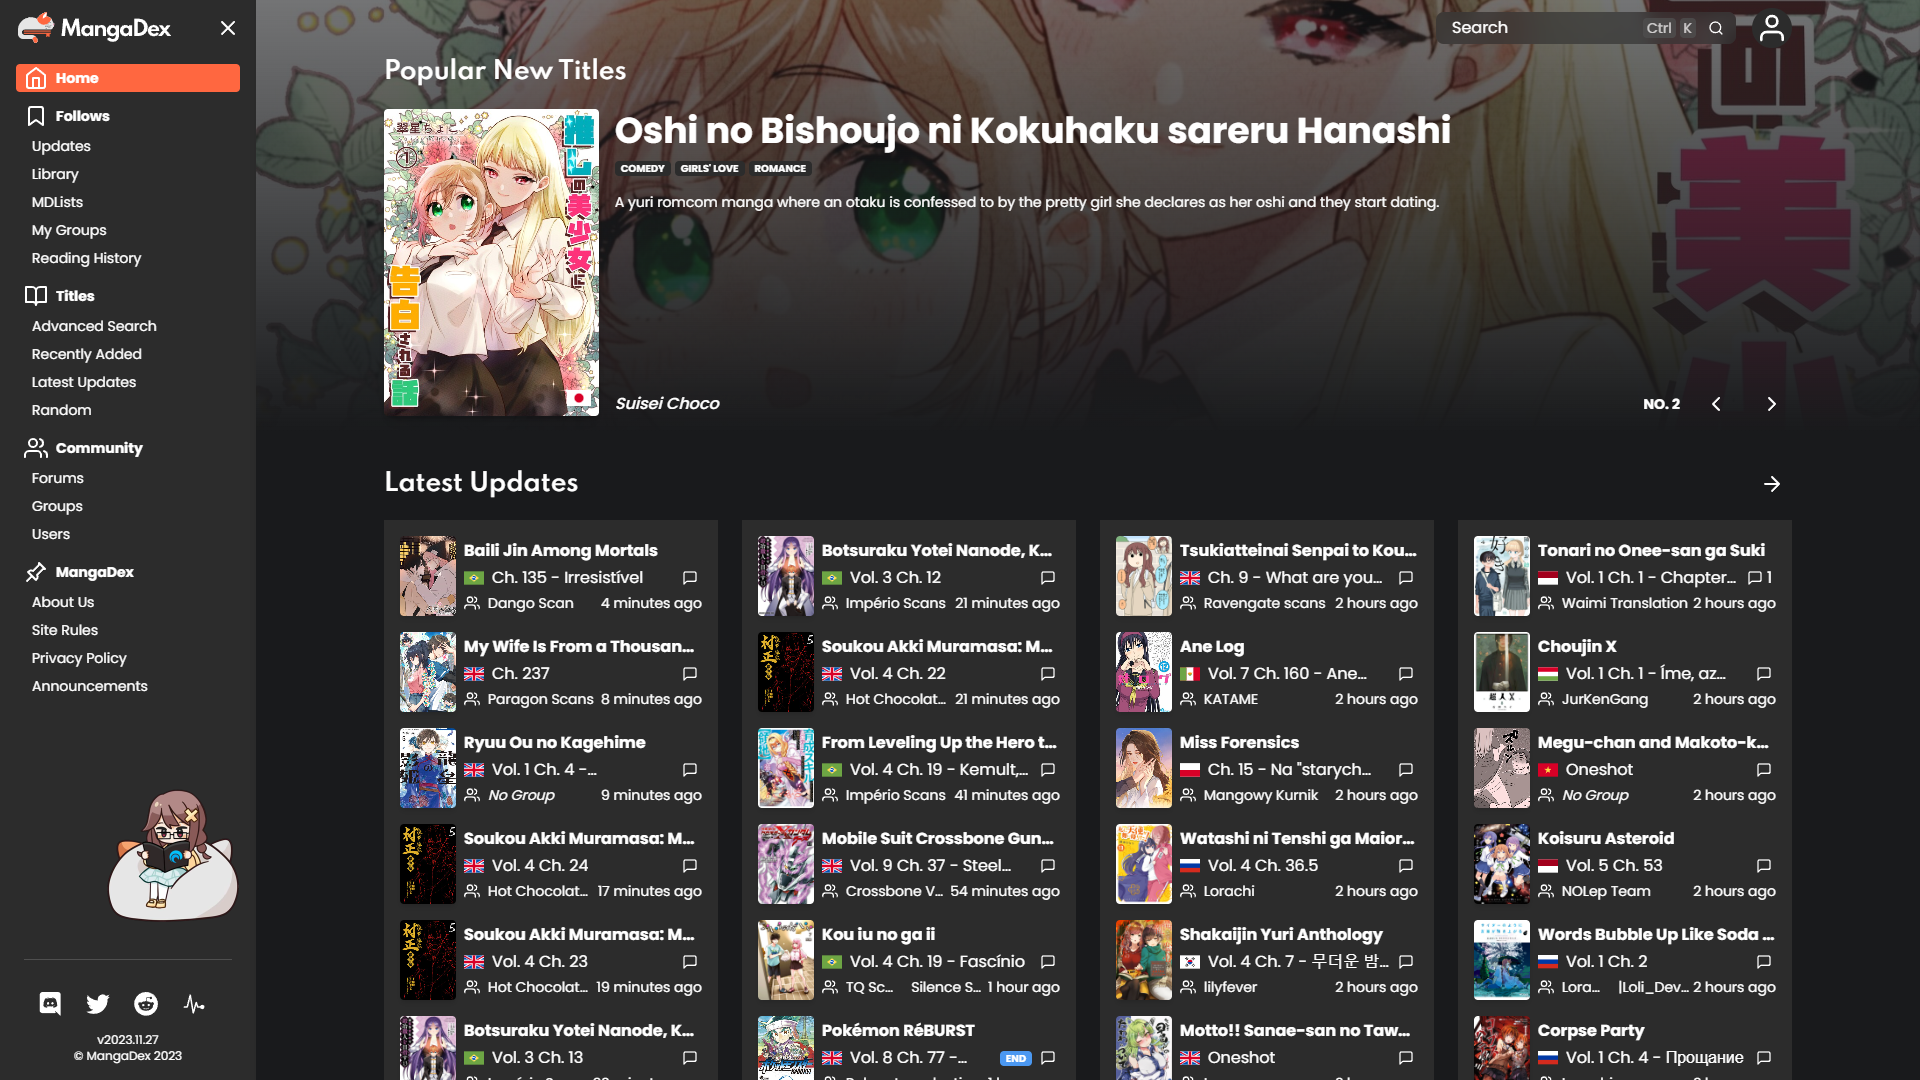 MangaDex
Home
Follows
Updates
Library
MDLists
My Groups
Reading History
Titles
Advanced Search
Recently Added
Latest Updates
Random
Community
Forums
Groups
Users
MangaDex
About Us
Site Rules
Privacy Policy
Announcements
v2023.11.27
© MangaDex 2023
Search Ctrl K
Popular New Titles
翠星ちょこ
1
推しの美少女に
告白される話
Oshi no Bishoujo ni Kokuhaku sareru Hanashi
COMEDY GIRLS' LOVE ROMANCE
A yuri romcom manga where an otaku is confessed to by the pretty girl she declares as her oshi and they start dating.
Suisei Choco
NO. 2
Latest Updates
Baili Jin Among Mortals
Ch. 135 - Irresistível
Dango Scan 4 minutes ago
My Wife Is From a Thousan...
Ch. 237
Paragon Scans 8 minutes ago
Ryuu Ou no Kagehime
Vol. 1 Ch. 4 -...
No Group 9 minutes ago
Soukou Akki Muramasa: M...
Vol. 4 Ch. 24
Hot Chocolat... 17 minutes ago
Soukou Akki Muramasa: M...
Vol. 4 Ch. 23
Hot Chocolat... 19 minutes ago
Botsuraku Yotei Nanode, K...
Vol. 3 Ch. 13
Botsuraku Yotei Nanode, K...
Vol. 3 Ch. 12
Império Scans 21 minutes ago
Soukou Akki Muramasa: M...
Vol. 4 Ch. 22
Hot Chocolat... 21 minutes ago
From Leveling Up the Hero t...
Vol. 4 Ch. 19 - Kemult,...
Império Scans 41 minutes ago
Mobile Suit Crossbone Gun...
Vol. 9 Ch. 37 - Steel...
Crossbone V... 54 minutes ago
Kou iu no ga ii
Vol. 4 Ch. 19 - Fascínio
TQ Sc... Silence S... 1 hour ago
Pokémon RéBURST
Vol. 8 Ch. 77 -... END
Tsukiatteinai Senpai to Kou...
Ch. 9 - What are you...
Ravengate scans 2 hours ago
Ane Log
Vol. 7 Ch. 160 - Ane...
KATAME 2 hours ago
Miss Forensics
Ch. 15 - Na "starych...
Mangowy Kurnik 2 hours ago
Watashi ni Tenshi ga Maior...
Vol. 4 Ch. 36.5
Lorachi 2 hours ago
Shakaijin Yuri Anthology
Vol. 4 Ch. 7 - 무더운 밤...
lilyfever 2 hours ago
Motto!! Sanae-san no Taw...
Oneshot
Tonari no Onee-san ga Suki
Vol. 1 Ch. 1 - Chapter... 1
Waimi Translation 2 hours ago
Choujin X
Vol. 1 Ch. 1 - Íme, az...
JurKenGang 2 hours ago
Megu-chan and Makoto-k...
Oneshot
No Group 2 hours ago
Koisuru Asteroid
Vol. 5 Ch. 53
NOLep Team 2 hours ago
Words Bubble Up Like Soda ...
Vol. 1 Ch. 2
Lora... |Loli_Dev... 2 hours ago
Corpse Party
Vol. 1 Ch. 4 - Прощание